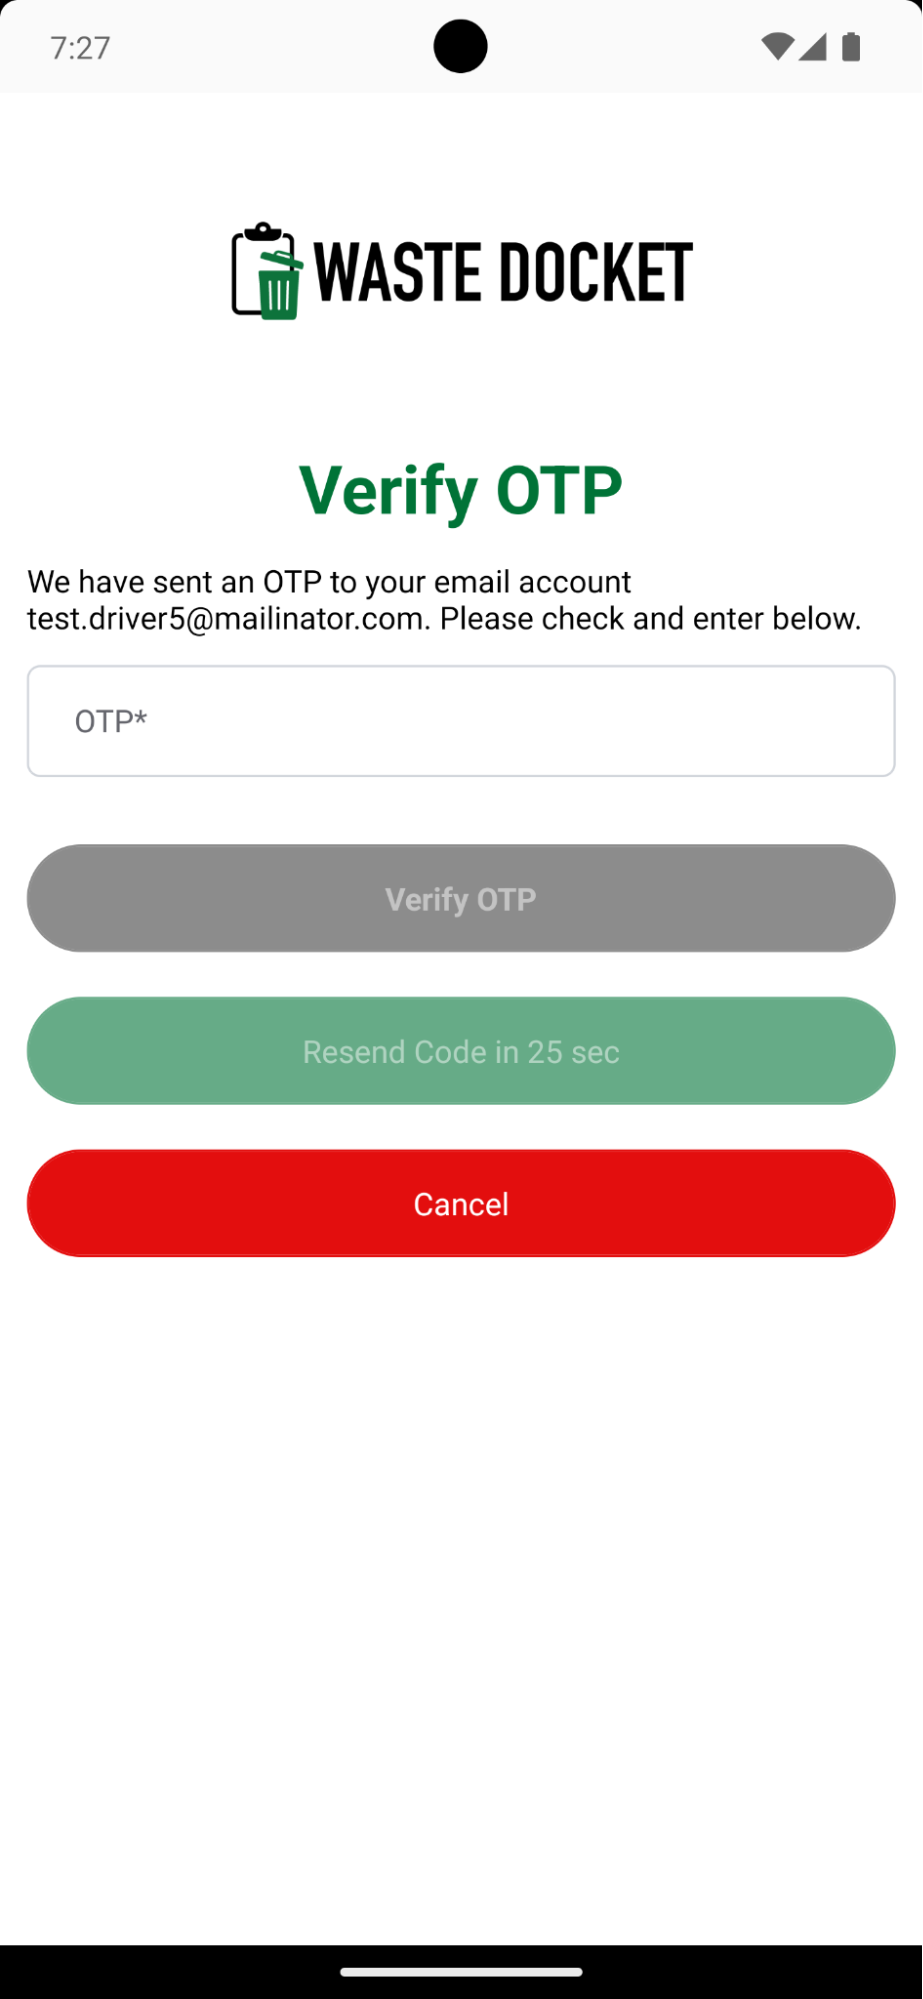 7:27
WASTE DOCKET
Verify OTP
We have sent an OTP to your email account
test.driver5@mailinator.com. Please check and enter below.
OTP*
Verify OTP
Resend Code in 25 sec
Cancel